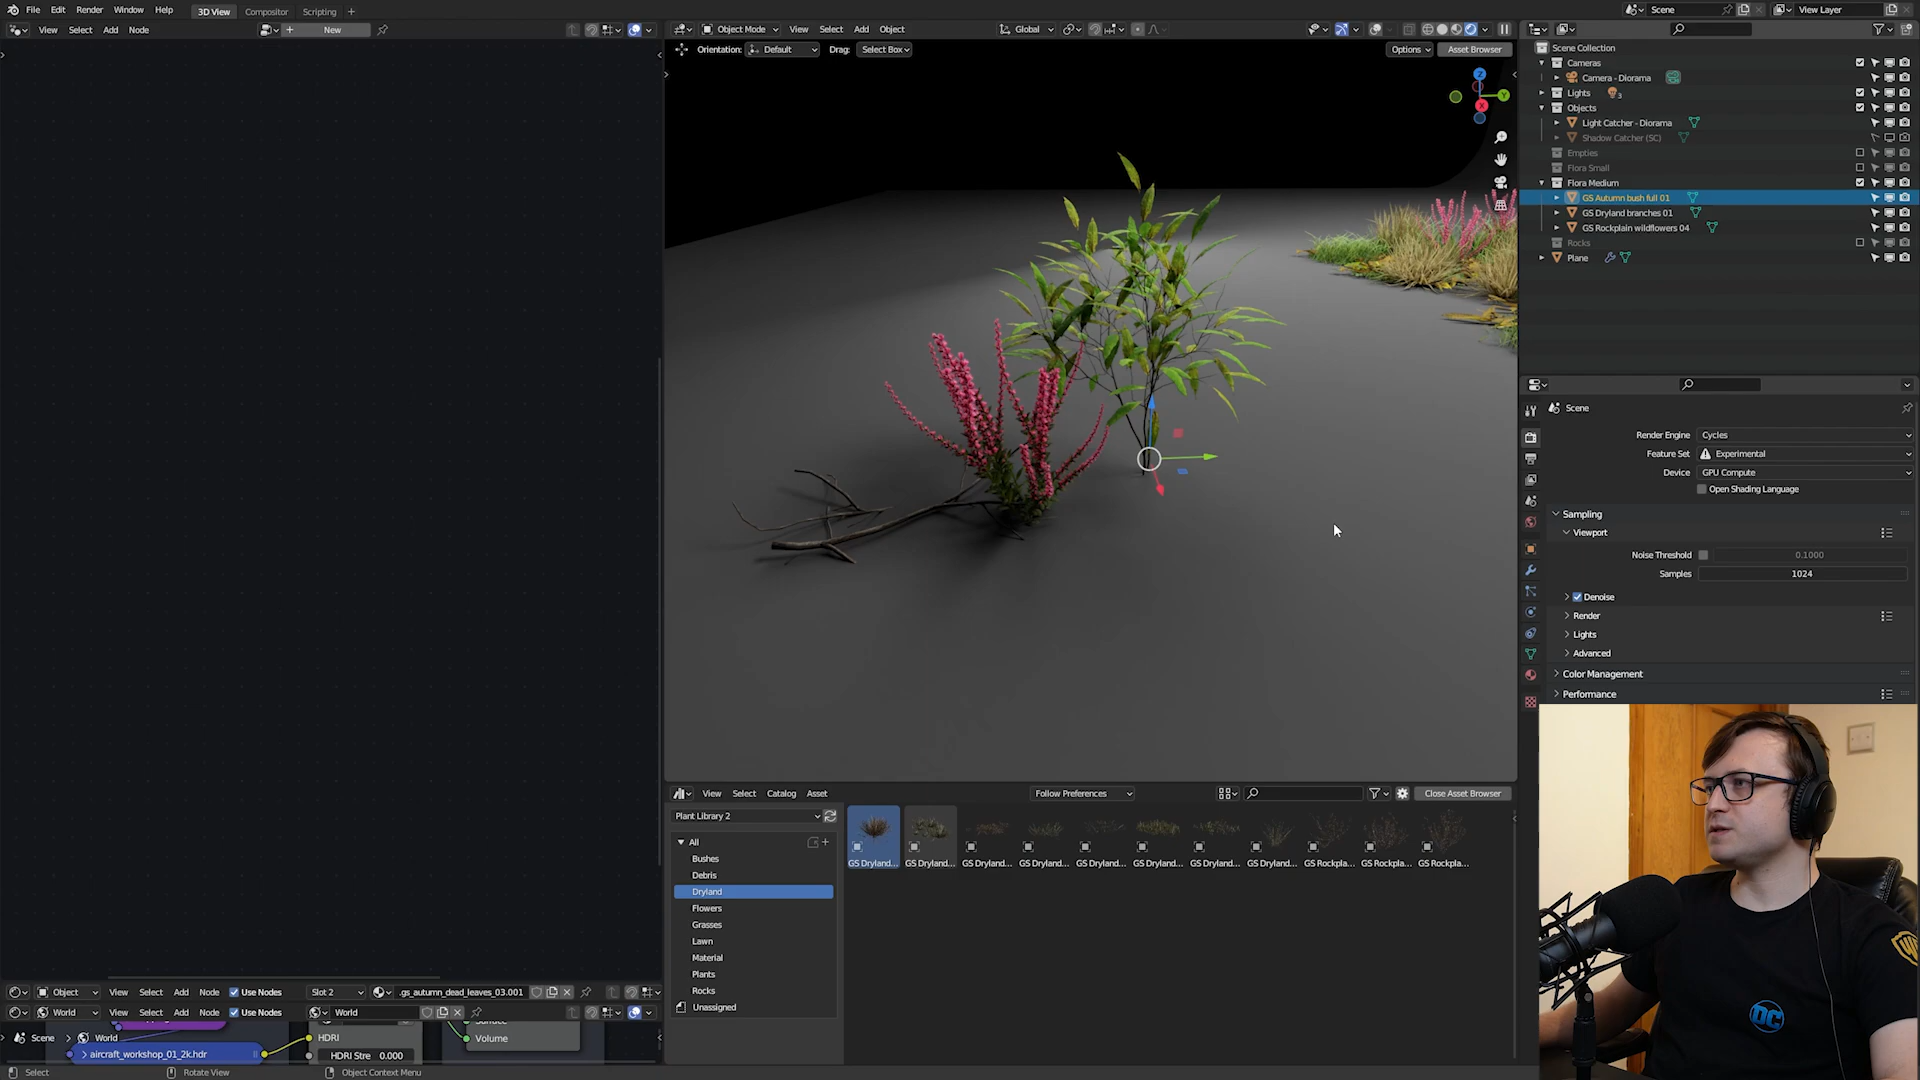 File Edit Render Window Help 3D View Compositor Scripting Scene View Layer
View Select Add Node New
Object Mode View Select Add Object Global
Orientation: Default Drag: Select Box Options Asset Browser
Z
Y
X
Scene Collection
Cameras
Camera - Diorama
Lights 3
Objects
Light Catcher - Diorama
Shadow Catcher (SC)
Empties
Flora Small
Flora Medium
GS Autumn bush full 01
GS Dryland branches 01
GS Rockplain wildflowers 04
Rocks
Plane
Scene
Render Engine Cycles
Feature Set Experimental
Device GPU Compute
Open Shading Language
Sampling
Viewport
Noise Threshold 0.1000
Samples 1024
Denoise
Render
Lights
Advanced
Color Management
Performance
View Select Catalog Asset Follow Preferences Close Asset Browser
Plant Library 2
All
Bushes
Debris
Dryland
Flowers
Grasses
Lawn
Material
Plants
Rocks
Unassigned
GS Dryland... GS Dryland... GS Dryland... GS Dryland... GS Dryland... GS Dryland... GS Dryland... GS Dryland... GS Rockpla... GS Rockpla... GS Rockpla...
Object View Select Add Node Use Nodes Slot 2 .gs_autumn_dead_leaves_03.001
World View Select Add Node Use Nodes World
Scene World
HDRI
Volume
aircraft_workshop_01_2k.hdr
HDRI Stre 0.000
Select Rotate View Object Context Menu
DC